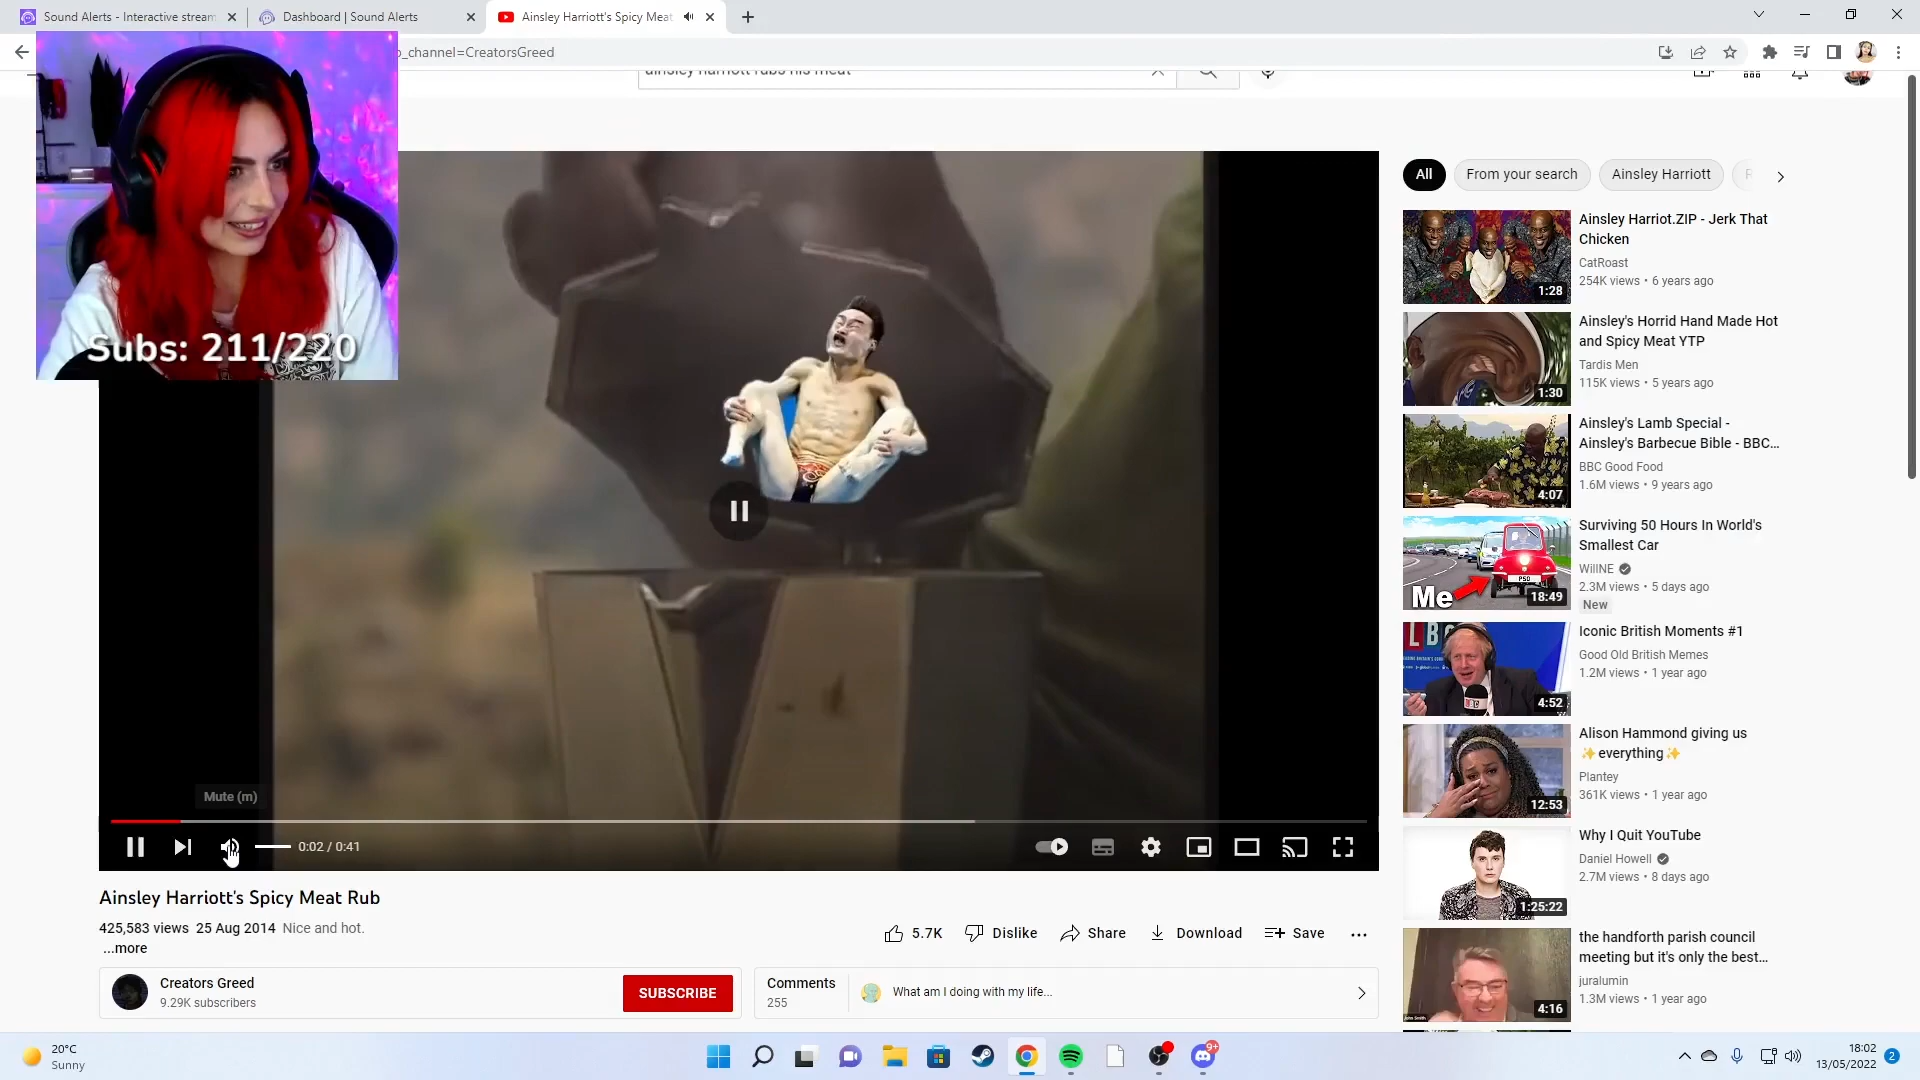 Sound Alerts - Interactive stream
Dashboard | Sound Alerts
Ainsley Harriott's Spicy Meat
_channel=CreatorsGreed
ainsley harriott rubs his meat
Subs: 211/220
All
From your search
Ainsley Harriott
Ainsley Harriot.ZIP - Jerk That
Chicken
CatRoast
254K views • 6 years ago
1:28
Ainsley's Horrid Hand Made Hot
and Spicy Meat YTP
Tardis Men
115K views • 5 years ago
1:30
Ainsley's Lamb Special -
Ainsley's Barbecue Bible - BBC...
BBC Good Food
1.6M views • 9 years ago
4:07
Surviving 50 Hours In World's
Smallest Car
WillNE
2.3M views • 5 days ago
New
Me
18:49
Iconic British Moments #1
Good Old British Memes
1.2M views • 1 year ago
LBC
4:52
Alison Hammond giving us
✨everything✨
Plantey
361K views • 1 year ago
12:53
Why I Quit YouTube
Daniel Howell
2.7M views • 8 days ago
1:25:22
the handforth parish council
meeting but it's only the best...
juralumin
1.3M views • 1 year ago
4:16
Mute (m)
0:02 / 0:41
Ainsley Harriott's Spicy Meat Rub
425,583 views 25 Aug 2014 Nice and hot.
...more
5.7K
Dislike
Share
Download
Save
Creators Greed
9.29K subscribers
SUBSCRIBE
Comments
255
What am I doing with my life...
20°C
Sunny
9+
18:02
13/05/2022
2